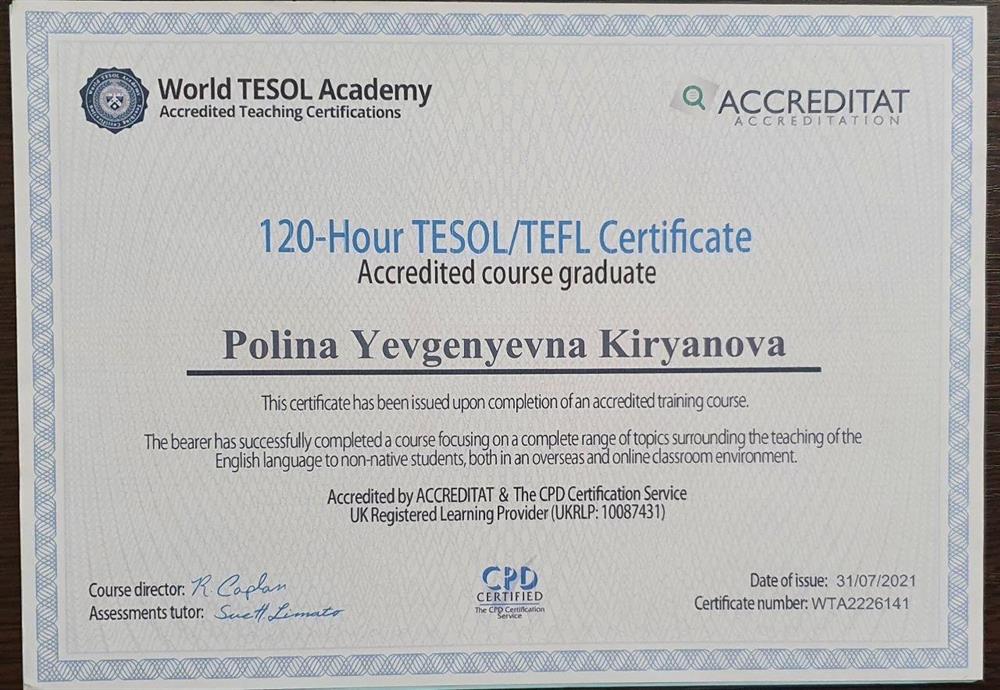 World TESOL Academy
Accredited Teaching Certifications
ACCREDITAT
ACCREDITATION
120-Hour TESOL/TEFL Certificate
Accredited course graduate
Polina Yevgenyevna Kiryanova
This certificate has been issued upon completion of an accredited training course.
The bearer has successfully completed a course focusing on a complete range of topics surrounding the teaching of the
English language to non-native students, both in an overseas and online classroom environment.
Accredited by ACCREDITAT & The CPD Certification Service
UK Registered Learning Provider (UKRLP: 10087431)
Course director: R. Caplan
Assessments tutor:
CPD
CERTIFIED
The CPD Certification
Service
Date of issue: 31/07/2021
Certificate number: WTA2226141